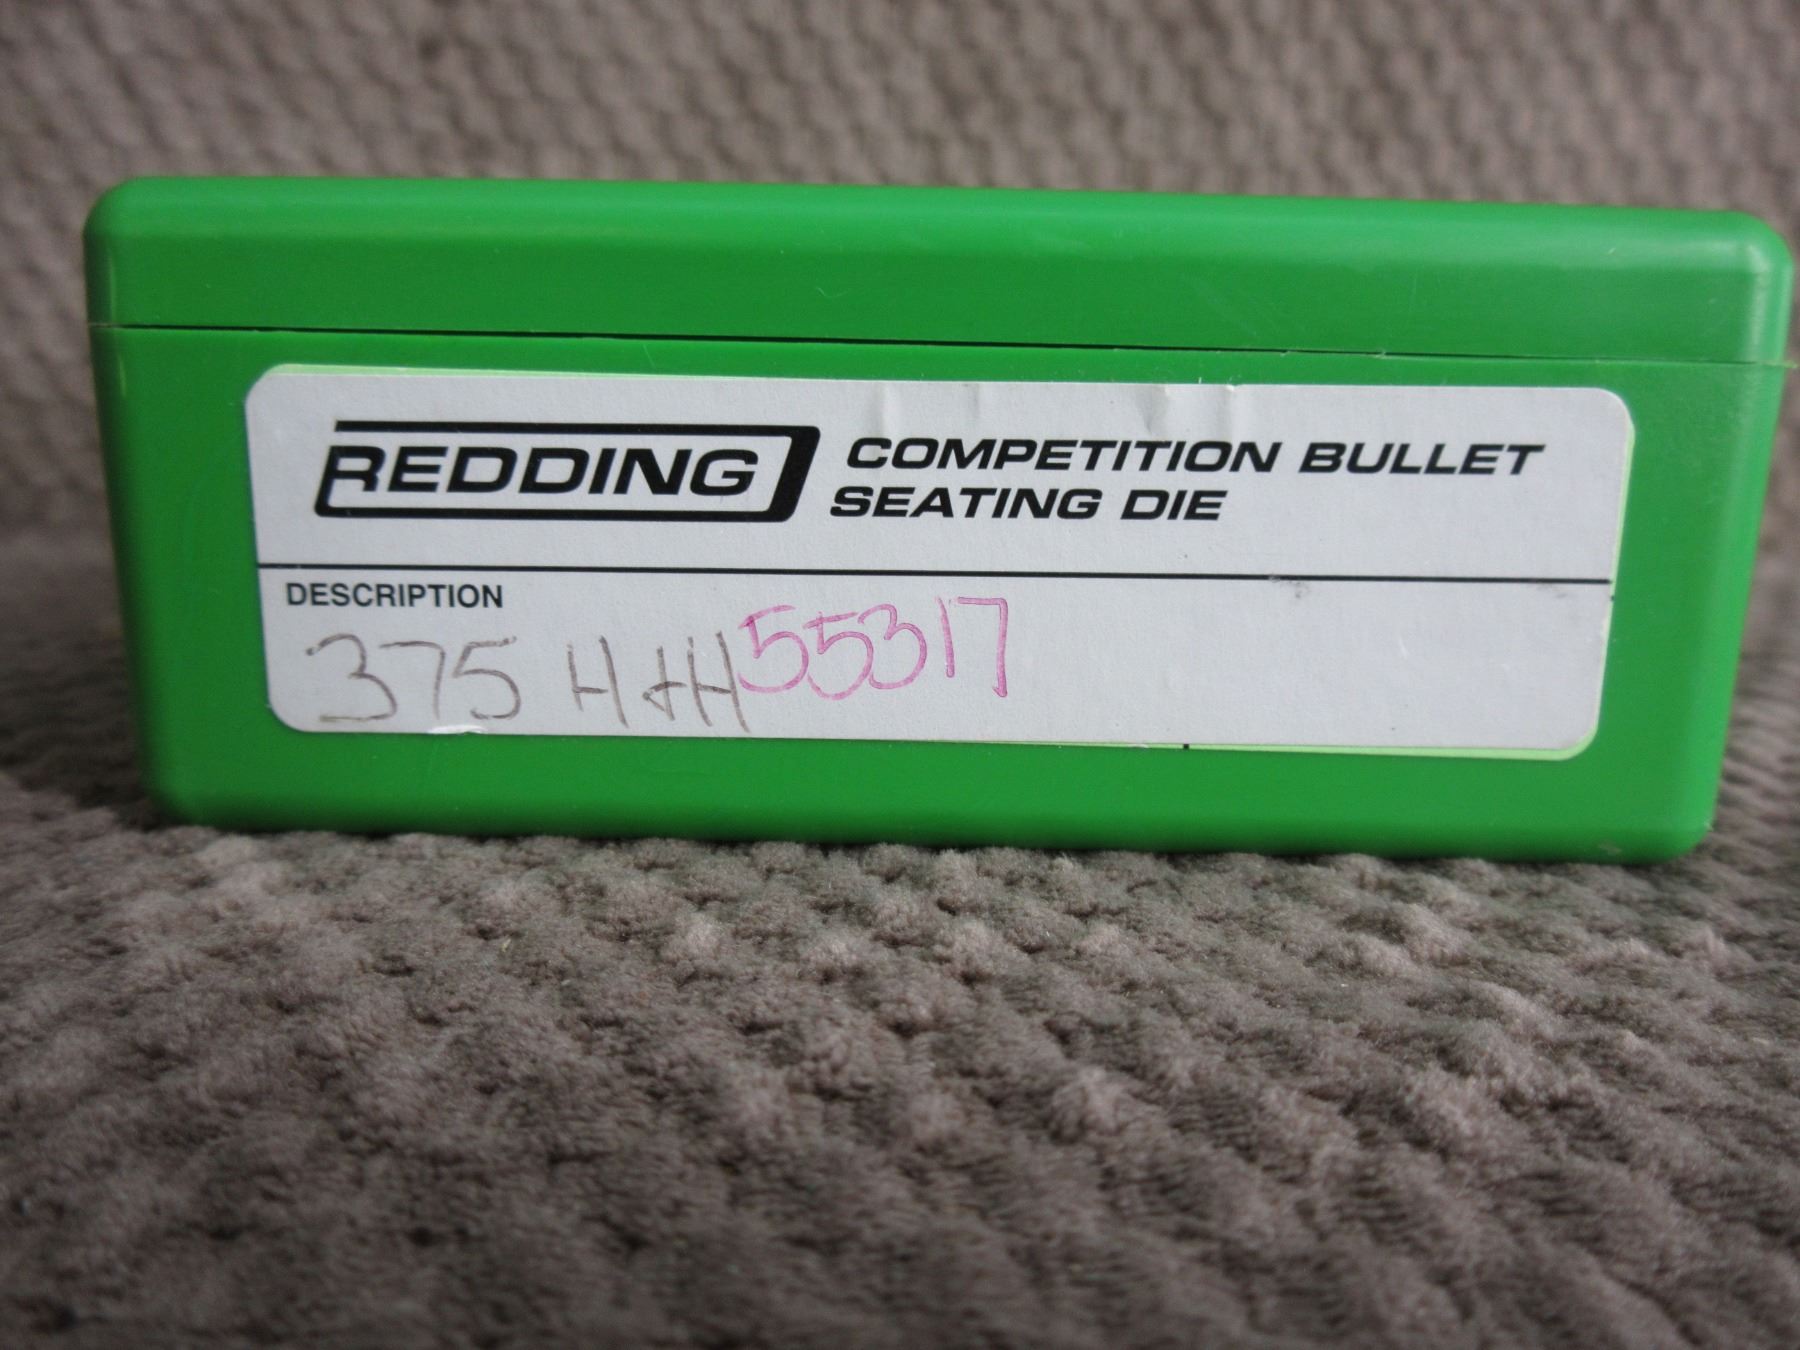 REDDING COMPETITION BULLET
SEATING DIE
DESCRIPTION
375 H+H 55317